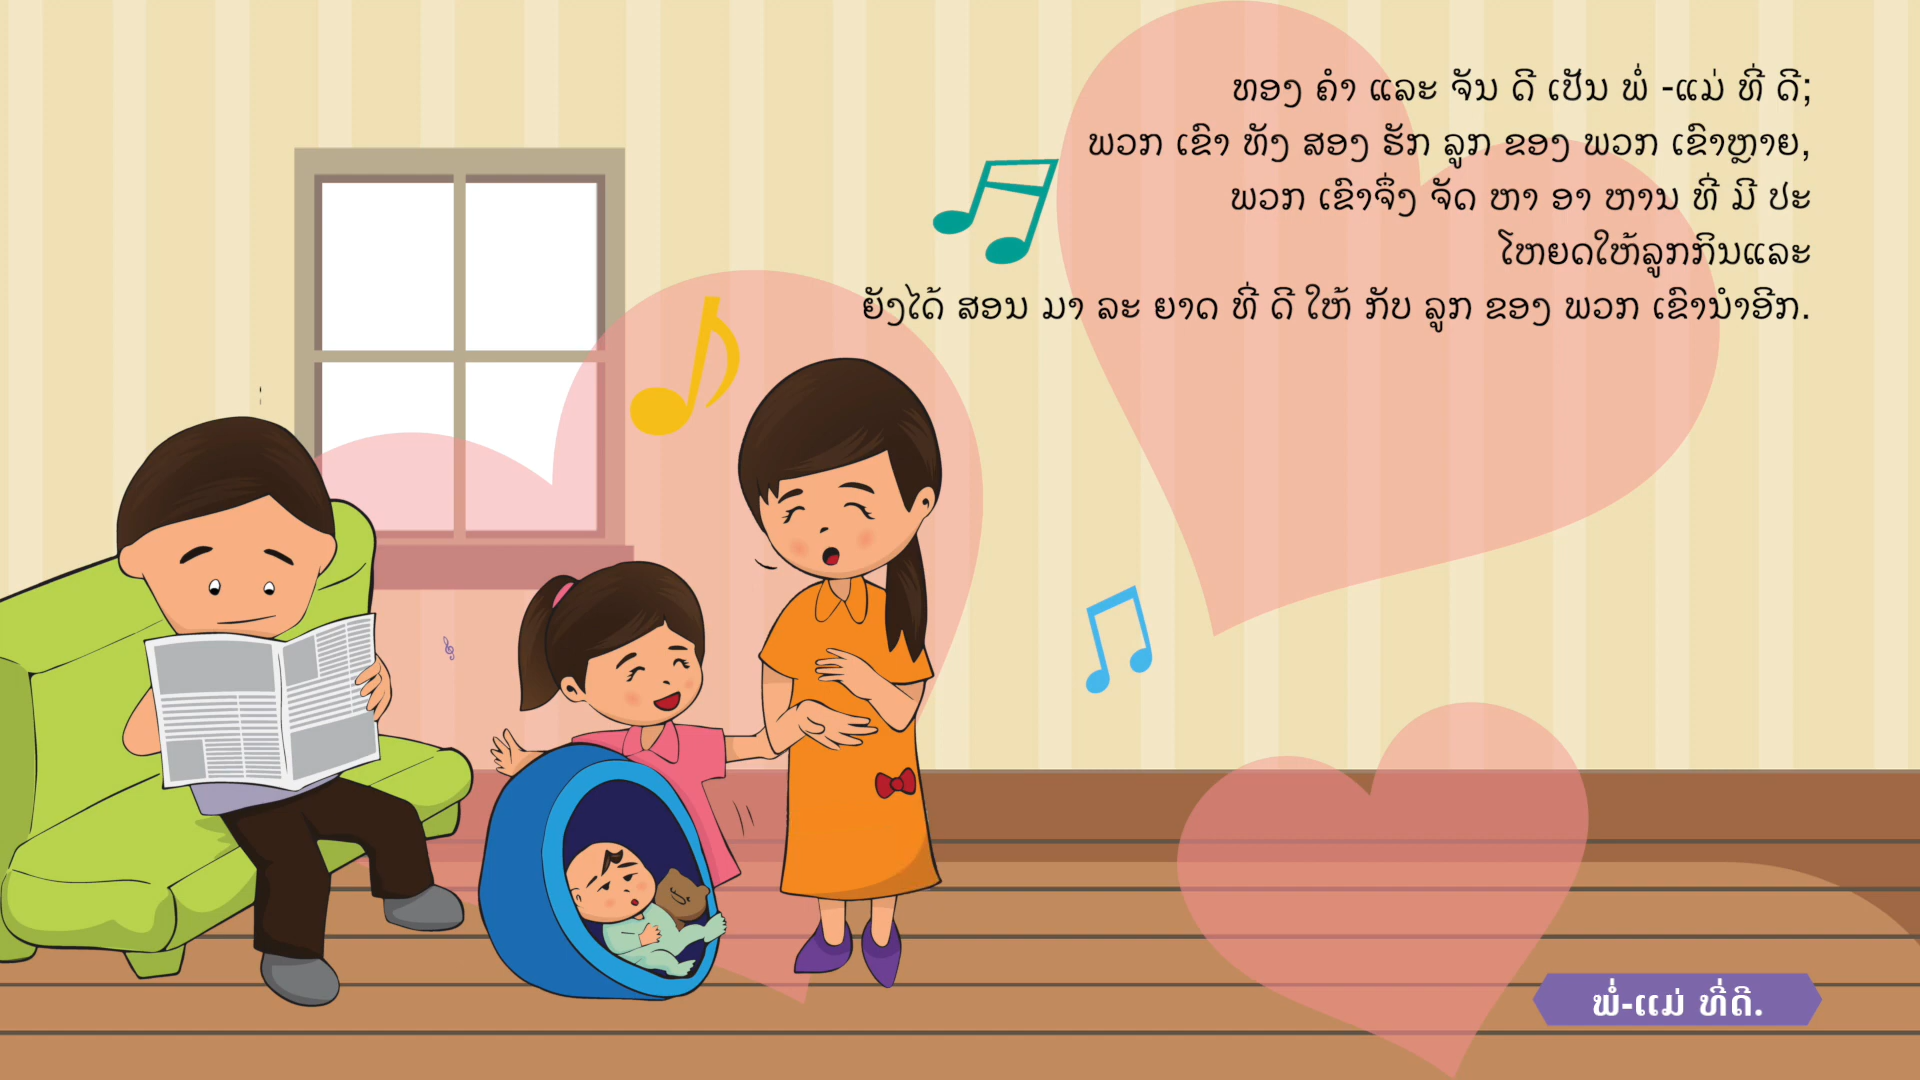 ທອງ ຄຳ ແລະ ຈັນ ດີ ເປັນ ພໍ່ -ແມ່ ທີ່ ດີ;
ພວກ ເຂົາ ທັງ ສອງ ຮັກ ລູກ ຂອງ ພວກ ເຂົາຫຼາຍ,
ພວກ ເຂົາຈຶ່ງ ຈັດ ຫາ ອາ ຫານ ທີ່ ມີ ປະ
ໂຫຍດໃຫ້ລູກກິນແລະ
ຍັງໄດ້ ສອນ ມາ ລະ ຍາດ ທີ່ ດີ ໃຫ້ ກັບ ລູກ ຂອງ ພວກ ເຂົານຳອີກ.
ພໍ່-ແມ່ ທີ່ດີ.